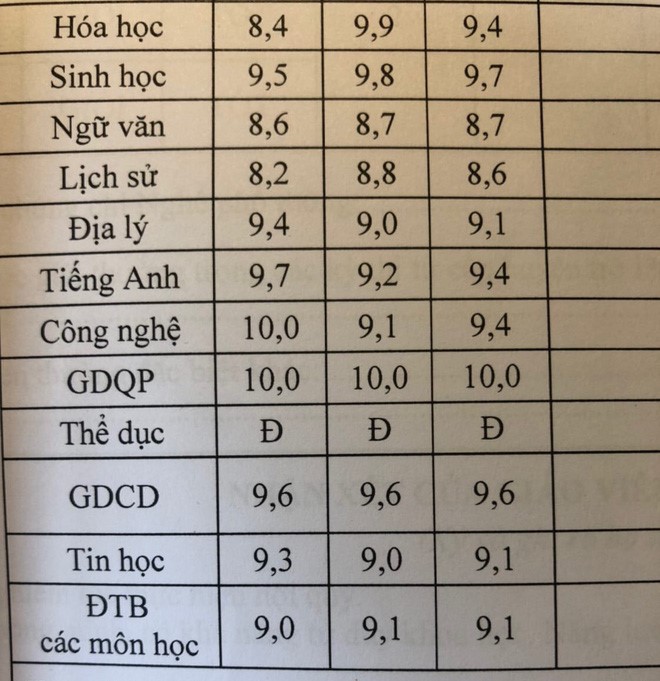 Hóa học 8,4 9,9 9,4
Sinh học 9,5 9,8 9,7
Ngữ văn 8,6 8,7 8,7
Lịch sử 8,2 8,8 8,6
Địa lý 9,4 9,0 9,1
Tiếng Anh 9,7 9,2 9,4
Công nghệ 10,0 9,1 9,4
GDQP 10,0 10,0 10,0
Thể dục Đ Đ Đ
GDCD 9,6 9,6 9,6
Tin học 9,3 9,0 9,1
ĐTB
các môn học 9,0 9,1 9,1